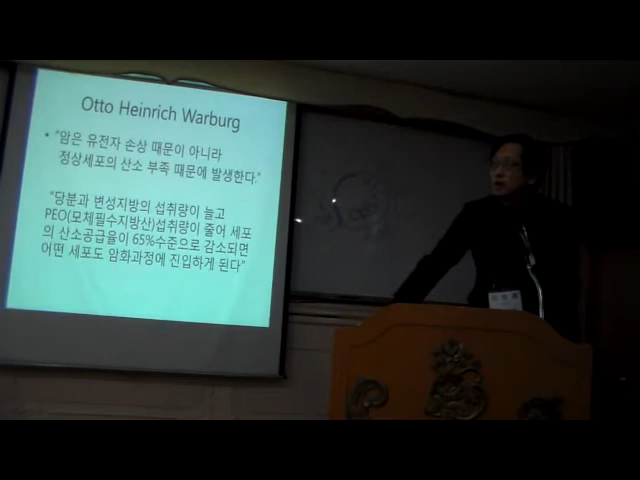 Otto Heinrich Warburg
• "암은 유전자 손상 때문이 아니라
정상세포의 산소 부족 때문에 발생한다."
"당분과 변성지방의 섭취량이 늘고
PEO(모체필수지방산)섭취량이 줄어 세포
의 산소공급율이 65%수준으로 감소되면
어떤 세포도 암화과정에 진입하게 된다"